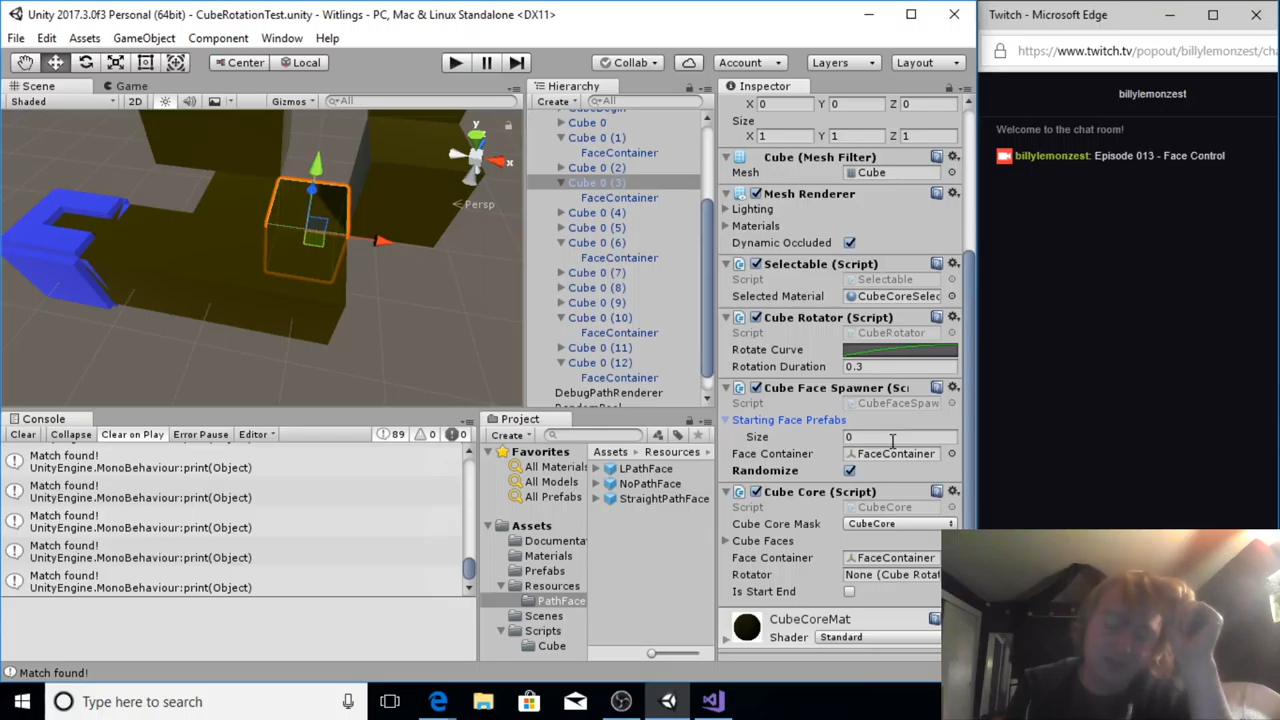 Unity 2017.3.0f3 Personal (64bit) - CubeRotationTest.unity - Witlings - PC, Mac & Linux Standalone <DX11>
File Edit Assets GameObject Component Window Help
Center Local Collab Account Layers Layout
Scene Game
Shaded 2D Gizmos All
y
x
Persp
Hierarchy
Create All
Cube 0
Cube 0 (1)
FaceContainer
Cube 0 (2)
Cube 0 (3)
FaceContainer
Cube 0 (4)
Cube 0 (5)
Cube 0 (6)
FaceContainer
Cube 0 (7)
Cube 0 (8)
Cube 0 (9)
Cube 0 (10)
FaceContainer
Cube 0 (11)
Cube 0 (12)
FaceContainer
DebugPathRenderer
Inspector
X 0 Y 0 Z 0
Size
X 1 Y 1 Z 1
Cube (Mesh Filter)
Mesh Cube
Mesh Renderer
Lighting
Materials
Dynamic Occluded
Selectable (Script)
Script Selectable
Selected Material CubeCoreSelec
Cube Rotator (Script)
Script CubeRotator
Rotate Curve
Rotation Duration 0.3
Cube Face Spawner (Sc
Script CubeFaceSpaw
Starting Face Prefabs
Size 0
Face Container FaceContainer
Randomize
Cube Core (Script)
Script CubeCore
Cube Core Mask CubeCore
Cube Faces
Face Container FaceContainer
Rotator None (Cube Rotat
Is Start End
CubeCoreMat
Shader Standard
Console
Clear Collapse Clear on Play Error Pause Editor 89 0 0
Match found!
UnityEngine.MonoBehaviour:print(Object)
Match found!
UnityEngine.MonoBehaviour:print(Object)
Match found!
UnityEngine.MonoBehaviour:print(Object)
Match found!
UnityEngine.MonoBehaviour:print(Object)
Match found!
UnityEngine.MonoBehaviour:print(Object)
Match found!
Project
Create
Favorites
All Materials
All Models
All Prefabs
Assets
Documenta
Materials
Prefabs
Resources
PathFace
Scenes
Scripts
Cube
Assets Resources
LPathFace
NoPathFace
StraightPathFace
Twitch - Microsoft Edge
https://www.twitch.tv/popout/billylemonzest/cha
billylemonzest
Welcome to the chat room!
billylemonzest: Episode 013 - Face Control
Type here to search